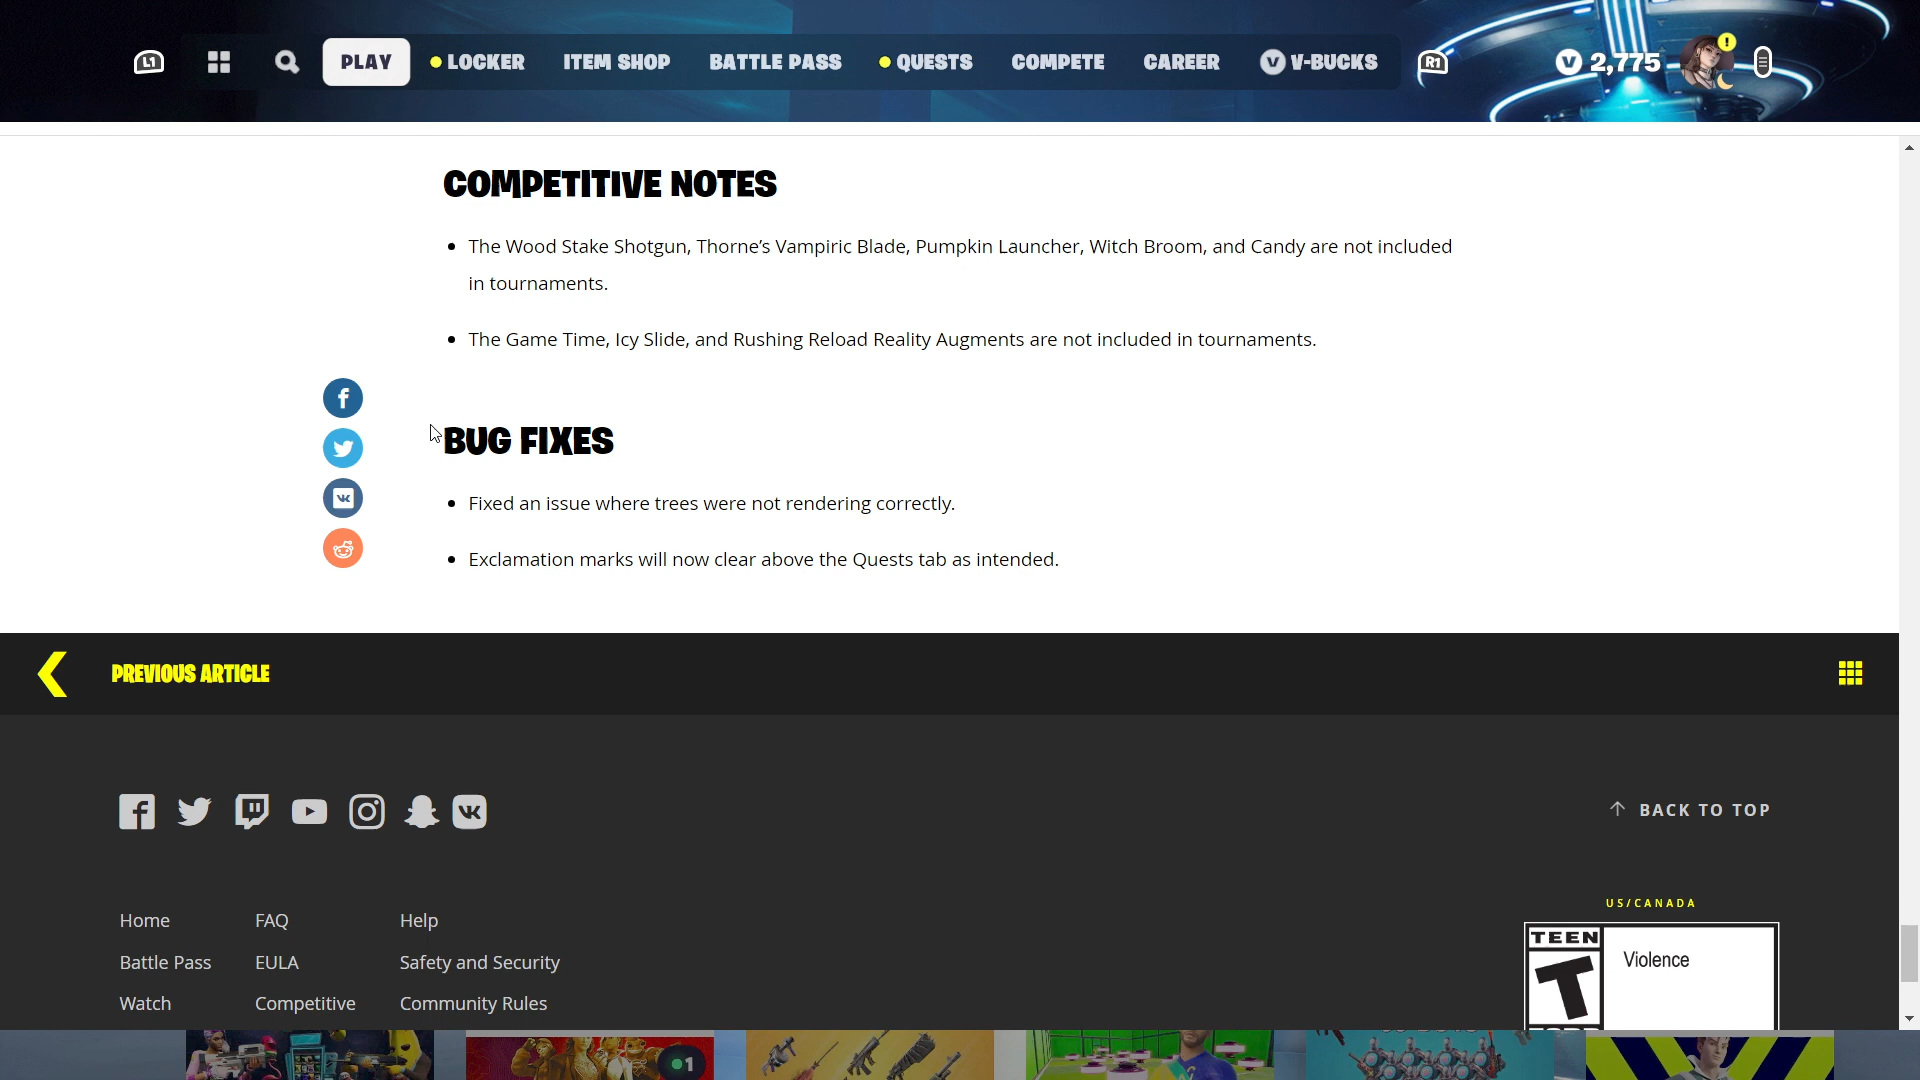 L1 PLAY LOCKER ITEM SHOP BATTLE PASS QUESTS COMPETE CAREER V V-BUCKS R1 V 2,775 !
COMPETITIVE NOTES
• The Wood Stake Shotgun, Thorne’s Vampiric Blade, Pumpkin Launcher, Witch Broom, and Candy are not included
in tournaments.
• The Game Time, Icy Slide, and Rushing Reload Reality Augments are not included in tournaments.
BUG FIXES
• Fixed an issue where trees were not rendering correctly.
• Exclamation marks will now clear above the Quests tab as intended.
PREVIOUS ARTICLE
BACK TO TOP
Home FAQ Help
Battle Pass EULA Safety and Security
Watch Competitive Community Rules
US/CANADA
TEEN
T
Violence
1